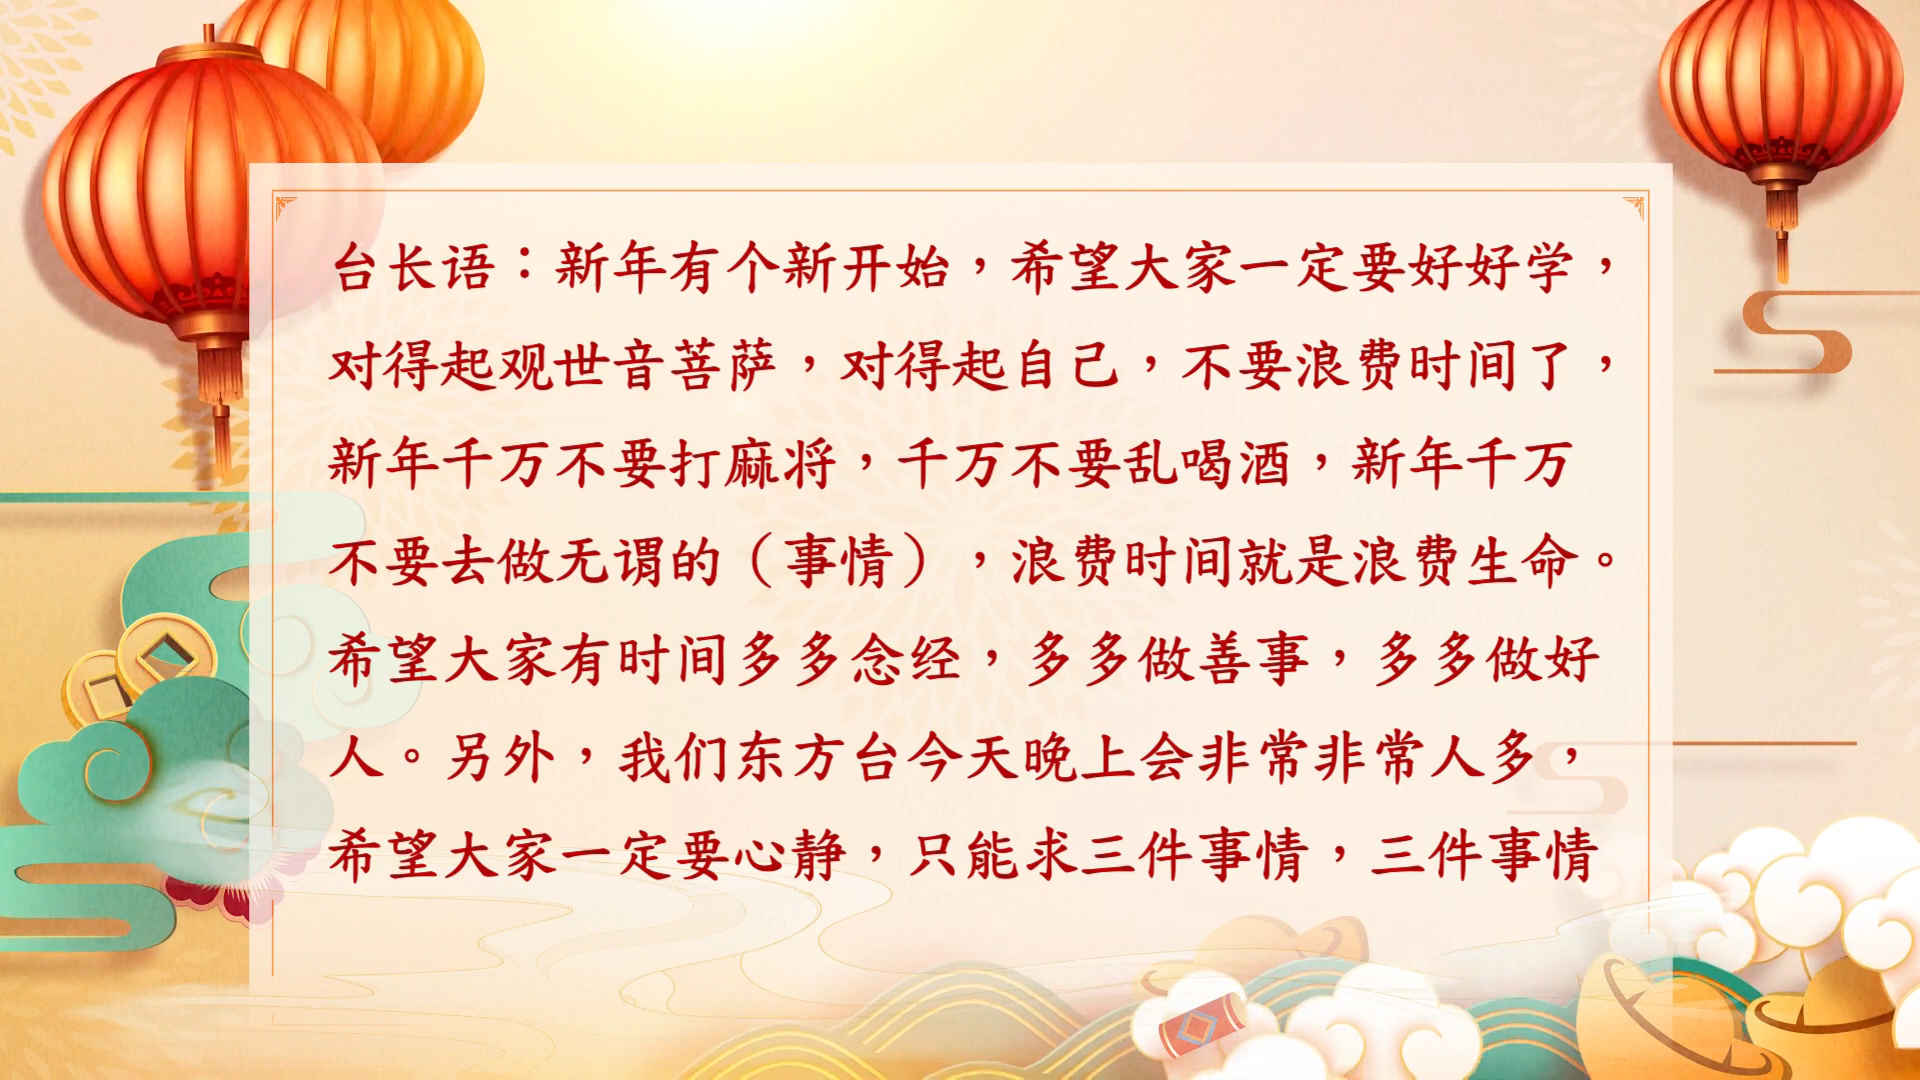 台长语：新年有个新开始，希望大家一定要好好学，
对得起观世音菩萨，对得起自己，不要浪费时间了，
新年千万不要打麻将，千万不要乱喝酒，新年千万
不要去做无谓的（事情），浪费时间就是浪费生命。
希望大家有时间多多念经，多多做善事，多多做好
人。另外，我们东方台今天晚上会非常非常人多，
希望大家一定要心静，只能求三件事情，三件事情